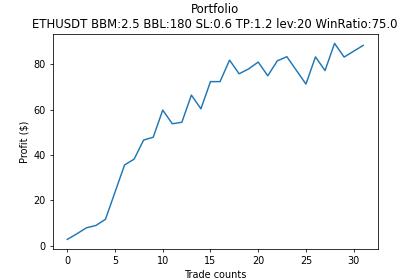 Portfolio
ETHUSDT BBM:2.5 BBL:180 SL:0.6 TP:1.2 lev:20 WinRatio:75.0
80
60
40
20
0
Profit ($)
0 5 10 15 20 25 30
Trade counts